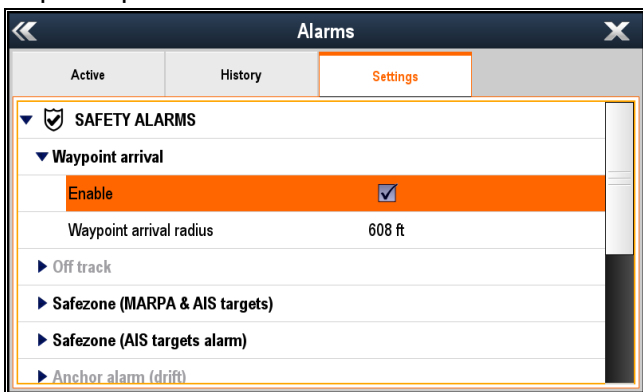 Alarms
Active History Settings
SAFETY ALARMS
Waypoint arrival
Enable
Waypoint arrival radius 608 ft
Off track
Safezone (MARPA & AIS targets)
Safezone (AIS targets alarm)
Anchor alarm (drift)